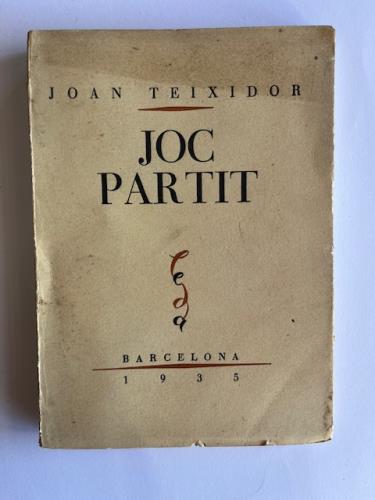 JOAN TEIXIDOR
JOC
PARTIT
BARCELONA
1935